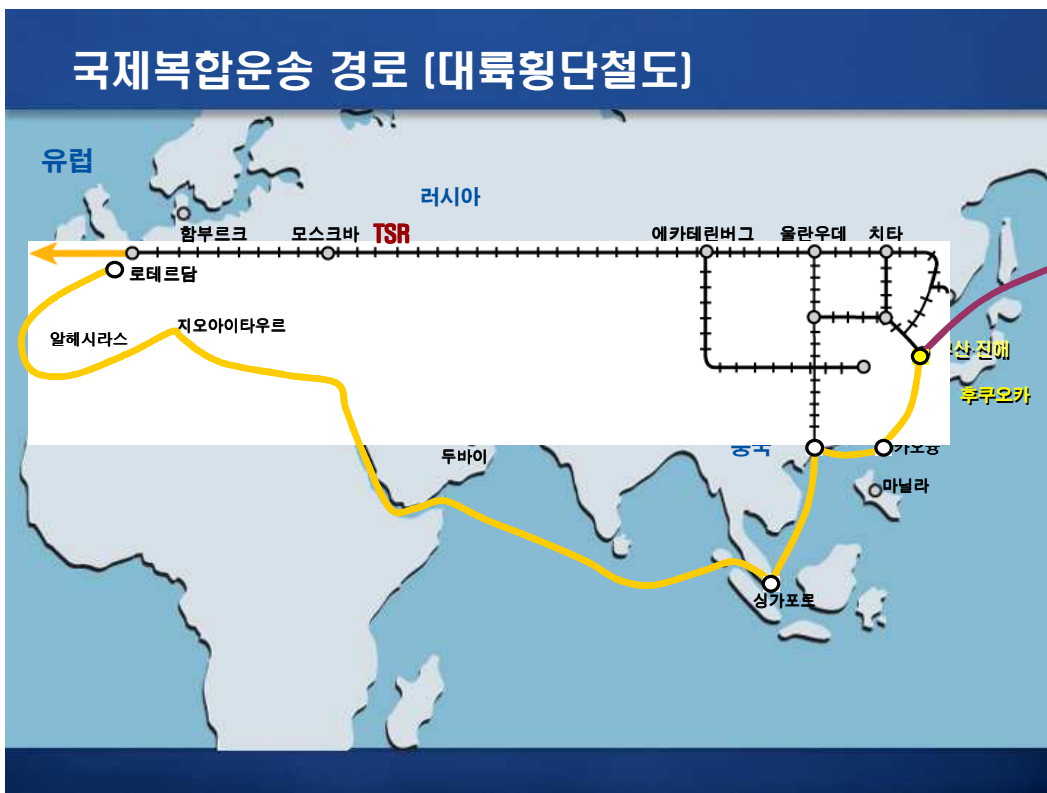 국제복합운송 경로 (대륙횡단철도)
유럽
러시아
함부르크
모스크바
TSR
에카테린버그
울란우데
치타
로테르담
알헤시라스
지오아이타우르
후쿠오카
두바이
마닐라
싱가포르